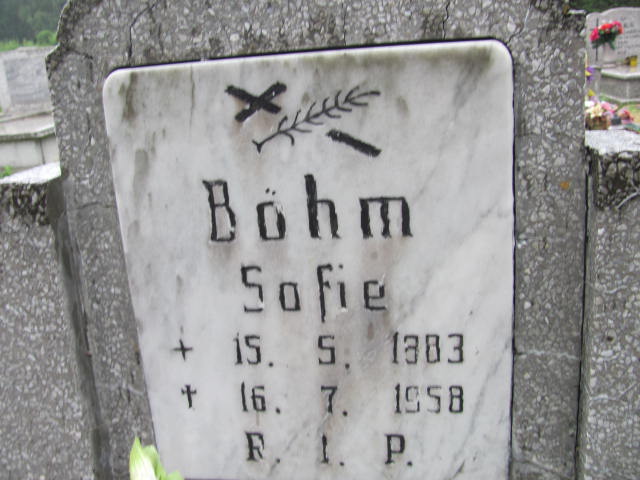 Böhm
Sofie
+ 15. 5. 1883
† 16. 7. 1958
R. I. P.